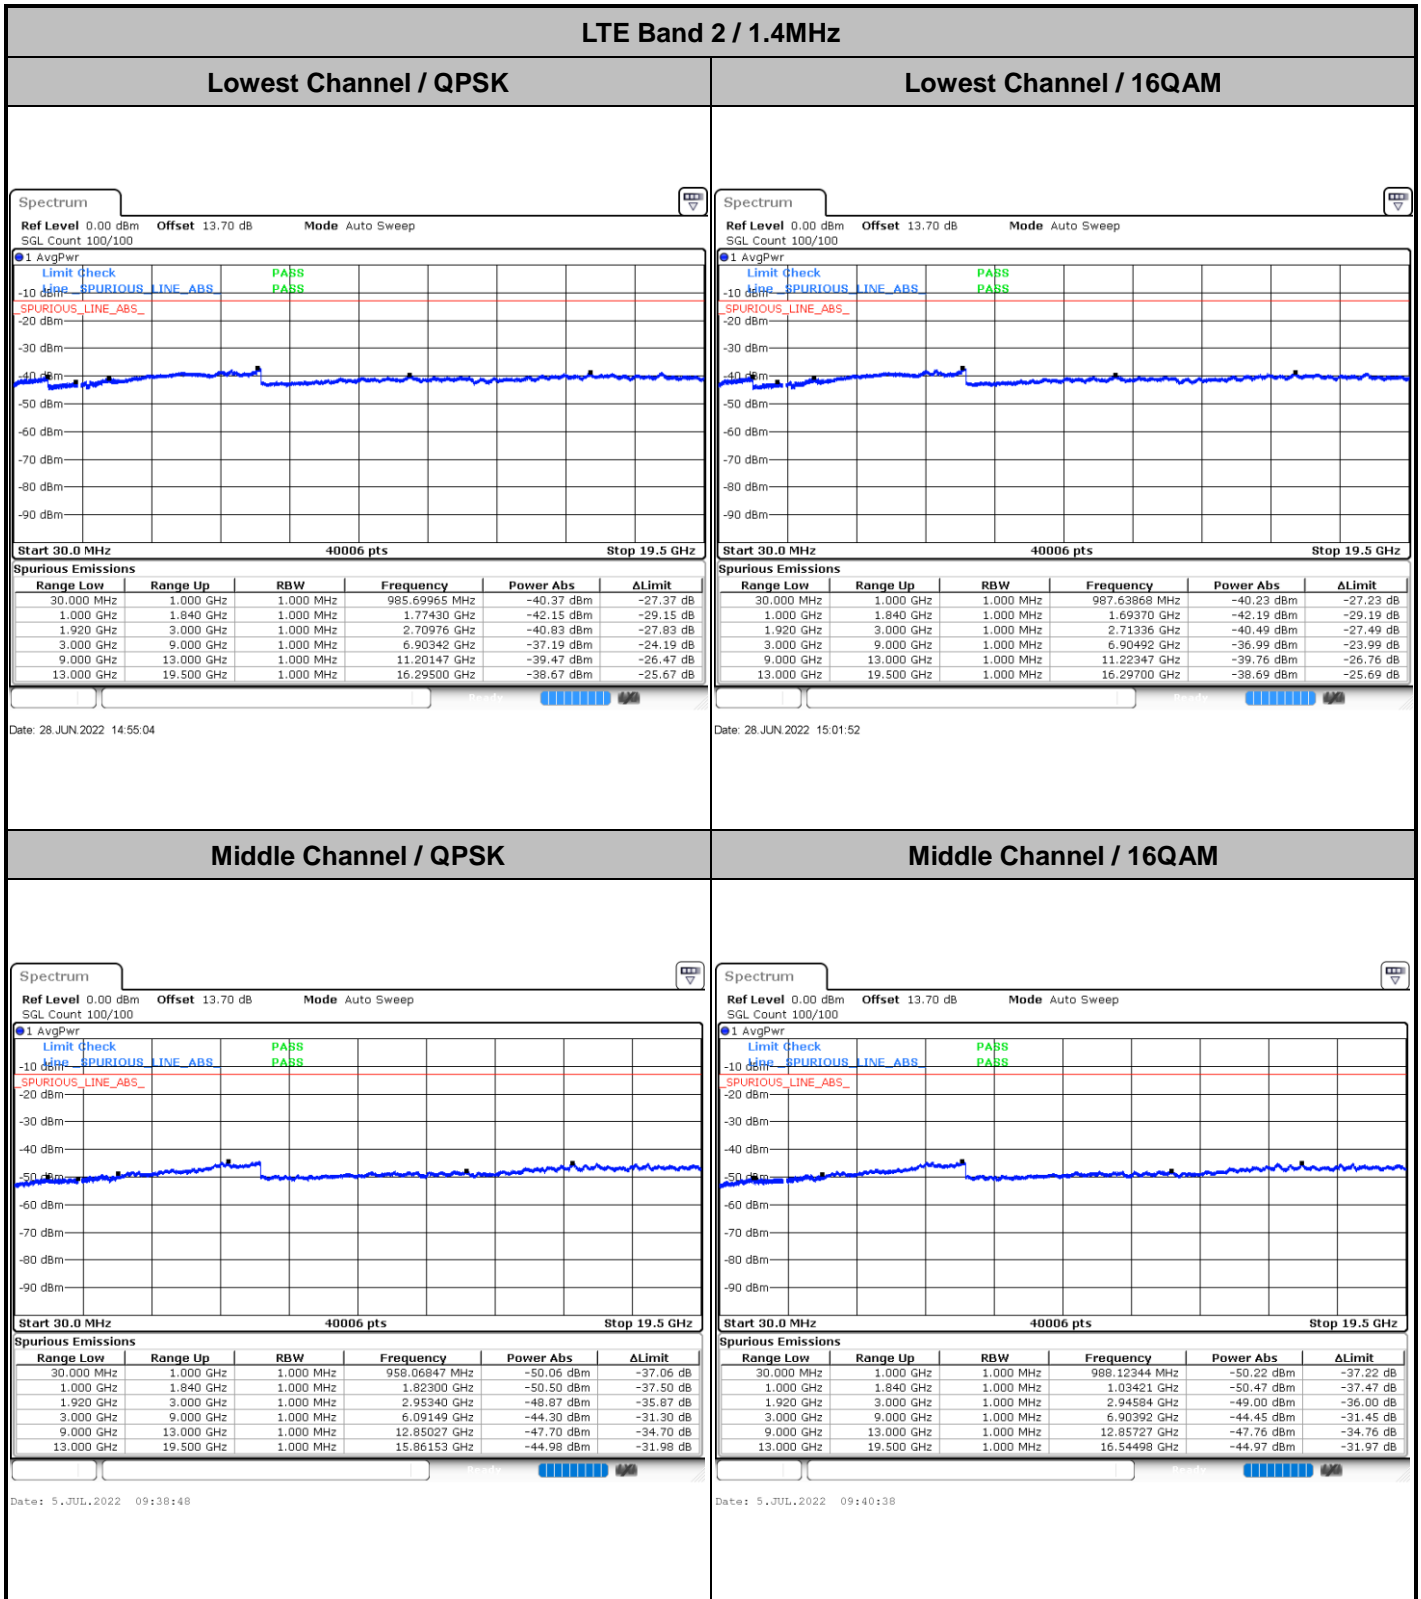 LTE Band 2 / 1.4MHz
Lowest Channel / QPSK
Lowest Channel / 16QAM
Spectrum
Ref Level 0.00 dBm Offset 13.70 dB Mode Auto Sweep
SGL Count 100/100
1 AvgPwr
Limit Check PASS
Line _SPURIOUS_LINE_ABS_ PASS
-10 dBm
_SPURIOUS_LINE_ABS_
-20 dBm
-30 dBm
-40 dBm
-50 dBm
-60 dBm
-70 dBm
-80 dBm
-90 dBm
Start 30.0 MHz 40006 pts Stop 19.5 GHz
Spurious Emissions
Range Low Range Up RBW Frequency Power Abs ΔLimit
30.000 MHz 1.000 GHz 1.000 MHz 985.69965 MHz -40.37 dBm -27.37 dB
1.000 GHz 1.840 GHz 1.000 MHz 1.77430 GHz -42.15 dBm -29.15 dB
1.920 GHz 3.000 GHz 1.000 MHz 2.70976 GHz -40.83 dBm -27.83 dB
3.000 GHz 9.000 GHz 1.000 MHz 6.90342 GHz -37.19 dBm -24.19 dB
9.000 GHz 13.000 GHz 1.000 MHz 11.20147 GHz -39.47 dBm -26.47 dB
13.000 GHz 19.500 GHz 1.000 MHz 16.29500 GHz -38.67 dBm -25.67 dB
Ready
Date: 28.JUN.2022 14:55:04
Spectrum
Ref Level 0.00 dBm Offset 13.70 dB Mode Auto Sweep
SGL Count 100/100
1 AvgPwr
Limit Check PASS
Line _SPURIOUS_LINE_ABS_ PASS
-10 dBm
_SPURIOUS_LINE_ABS_
-20 dBm
-30 dBm
-40 dBm
-50 dBm
-60 dBm
-70 dBm
-80 dBm
-90 dBm
Start 30.0 MHz 40006 pts Stop 19.5 GHz
Spurious Emissions
Range Low Range Up RBW Frequency Power Abs ΔLimit
30.000 MHz 1.000 GHz 1.000 MHz 987.63868 MHz -40.23 dBm -27.23 dB
1.000 GHz 1.840 GHz 1.000 MHz 1.69370 GHz -42.19 dBm -29.19 dB
1.920 GHz 3.000 GHz 1.000 MHz 2.71336 GHz -40.49 dBm -27.49 dB
3.000 GHz 9.000 GHz 1.000 MHz 6.90492 GHz -36.99 dBm -23.99 dB
9.000 GHz 13.000 GHz 1.000 MHz 11.22347 GHz -39.76 dBm -26.76 dB
13.000 GHz 19.500 GHz 1.000 MHz 16.29700 GHz -38.69 dBm -25.69 dB
Ready
Date: 28.JUN.2022 15:01:52
Middle Channel / QPSK
Middle Channel / 16QAM
Spectrum
Ref Level 0.00 dBm Offset 13.70 dB Mode Auto Sweep
SGL Count 100/100
1 AvgPwr
Limit Check PASS
Line _SPURIOUS_LINE_ABS_ PASS
-10 dBm
_SPURIOUS_LINE_ABS_
-20 dBm
-30 dBm
-40 dBm
-50 dBm
-60 dBm
-70 dBm
-80 dBm
-90 dBm
Start 30.0 MHz 40006 pts Stop 19.5 GHz
Spurious Emissions
Range Low Range Up RBW Frequency Power Abs ΔLimit
30.000 MHz 1.000 GHz 1.000 MHz 958.06847 MHz -50.06 dBm -37.06 dB
1.000 GHz 1.840 GHz 1.000 MHz 1.82300 GHz -50.50 dBm -37.50 dB
1.920 GHz 3.000 GHz 1.000 MHz 2.95340 GHz -48.87 dBm -35.87 dB
3.000 GHz 9.000 GHz 1.000 MHz 6.09149 GHz -44.30 dBm -31.30 dB
9.000 GHz 13.000 GHz 1.000 MHz 12.85027 GHz -47.70 dBm -34.70 dB
13.000 GHz 19.500 GHz 1.000 MHz 15.86153 GHz -44.98 dBm -31.98 dB
Ready
Date: 5.JUL.2022 09:38:48
Spectrum
Ref Level 0.00 dBm Offset 13.70 dB Mode Auto Sweep
SGL Count 100/100
1 AvgPwr
Limit Check PASS
Line _SPURIOUS_LINE_ABS_ PASS
-10 dBm
_SPURIOUS_LINE_ABS_
-20 dBm
-30 dBm
-40 dBm
-50 dBm
-60 dBm
-70 dBm
-80 dBm
-90 dBm
Start 30.0 MHz 40006 pts Stop 19.5 GHz
Spurious Emissions
Range Low Range Up RBW Frequency Power Abs ΔLimit
30.000 MHz 1.000 GHz 1.000 MHz 988.12344 MHz -50.22 dBm -37.22 dB
1.000 GHz 1.840 GHz 1.000 MHz 1.03421 GHz -50.47 dBm -37.47 dB
1.920 GHz 3.000 GHz 1.000 MHz 2.94584 GHz -49.00 dBm -36.00 dB
3.000 GHz 9.000 GHz 1.000 MHz 6.90392 GHz -44.45 dBm -31.45 dB
9.000 GHz 13.000 GHz 1.000 MHz 12.85727 GHz -47.76 dBm -34.76 dB
13.000 GHz 19.500 GHz 1.000 MHz 16.54498 GHz -44.97 dBm -31.97 dB
Ready
Date: 5.JUL.2022 09:40:38